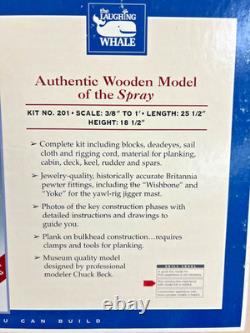 the
LAUGHING
WHALE
Authentic Wooden Model
of the Spray
KIT NO. 201 • SCALE: 3/8" TO 1' • LENGTH: 25 1/2"
HEIGHT: 18 1/2"
➢ Complete kit including blocks, deadeyes, sail
cloth and rigging cord, material for planking,
cabin, deck, keel, rudder and spars.
➢ Jewelry-quality, historically accurate Britannia
pewter fittings, including the "Wishbone" and
"Yoke" for the yawl-rig jigger mast.
➢ Photos of the key construction phases with
detailed instructions and drawings to
guide you.
➢ Plank on bulkhead construction...requires
clamps and tools for planking.
➢ Museum quality model
designed by professional
modeler Chuck Beck.
SKILL LEVEL
U CAN BUILD
thecabinetsite.com